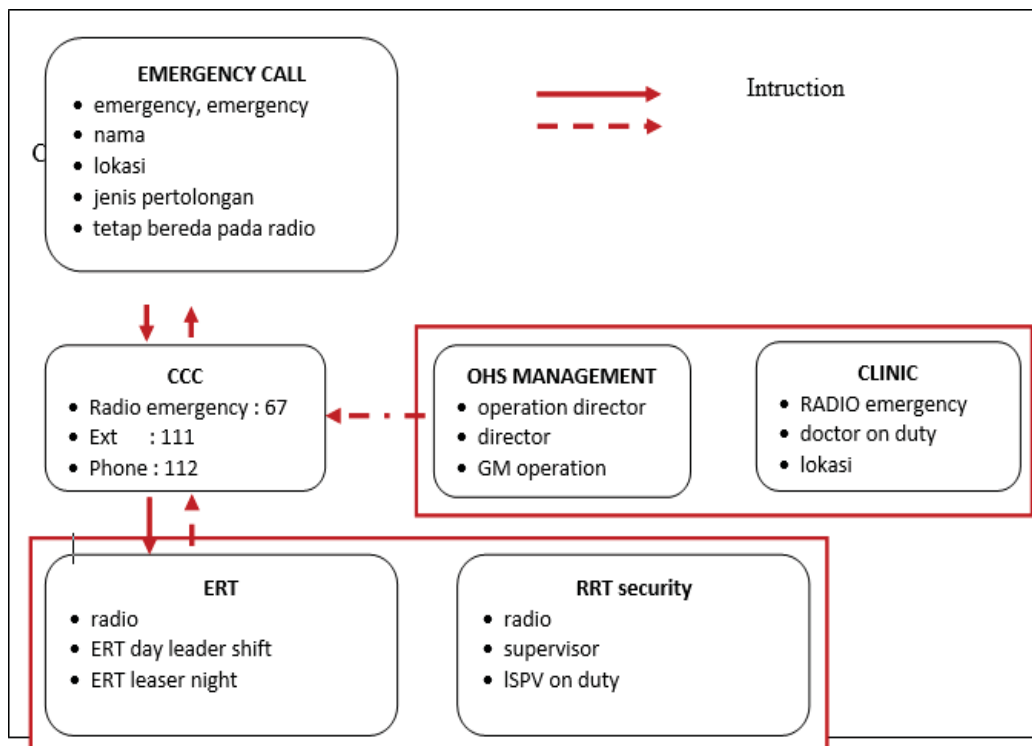 EMERGENCY CALL
• emergency, emergency
• nama
• lokasi
• jenis pertolongan
• tetap bereda pada radio
Intruction
CCC
• Radio emergency : 67
• Ext : 111
• Phone : 112
OHS MANAGEMENT
• operation director
• director
• GM operation
CLINIC
• RADIO emergency
• doctor on duty
• lokasi
ERT
• radio
• ERT day leader shift
• ERT leaser night
RRT security
• radio
• supervisor
• lSPV on duty